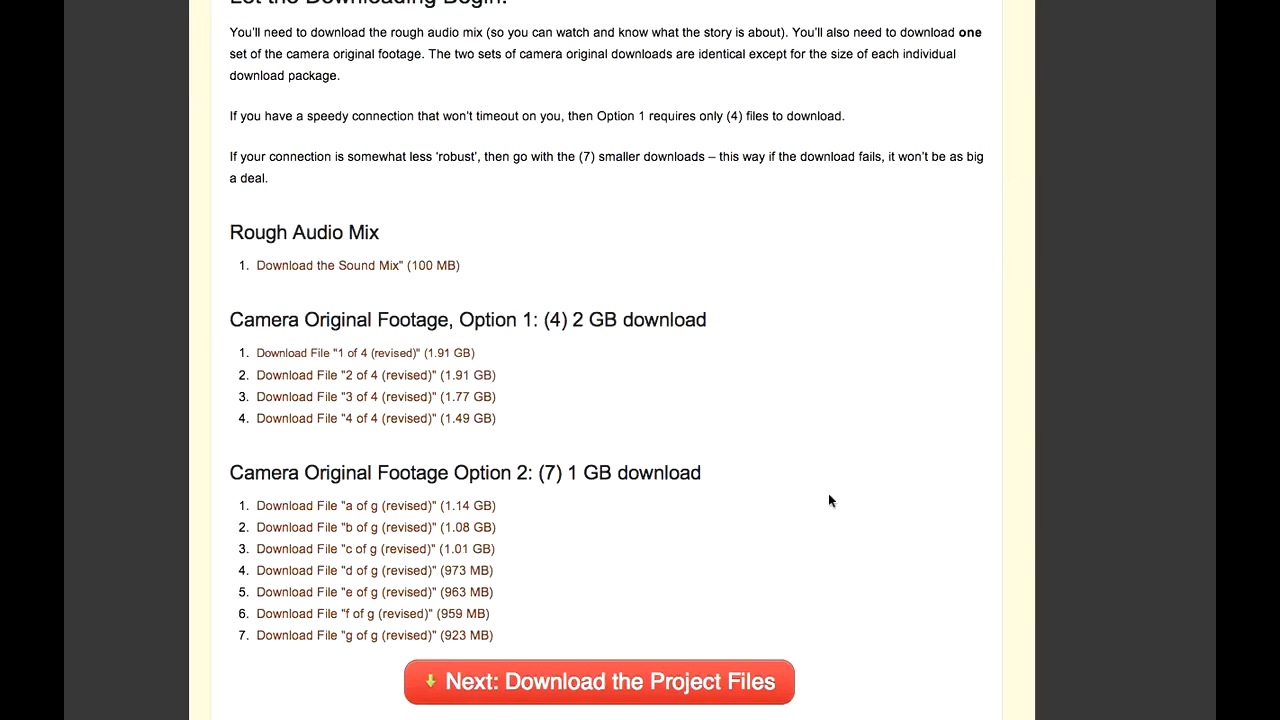 Let the Downloading Begin!
You'll need to download the rough audio mix (so you can watch and know what the story is about). You'll also need to download one
set of the camera original footage. The two sets of camera original downloads are identical except for the size of each individual
download package.
If you have a speedy connection that won't timeout on you, then Option 1 requires only (4) files to download.
If your connection is somewhat less 'robust', then go with the (7) smaller downloads – this way if the download fails, it won't be as big
a deal.
Rough Audio Mix
1. Download the Sound Mix" (100 MB)
Camera Original Footage, Option 1: (4) 2 GB download
1. Download File "1 of 4 (revised)" (1.91 GB)
2. Download File "2 of 4 (revised)" (1.91 GB)
3. Download File "3 of 4 (revised)" (1.77 GB)
4. Download File "4 of 4 (revised)" (1.49 GB)
Camera Original Footage Option 2: (7) 1 GB download
1. Download File "a of g (revised)" (1.14 GB)
2. Download File "b of g (revised)" (1.08 GB)
3. Download File "c of g (revised)" (1.01 GB)
4. Download File "d of g (revised)" (973 MB)
5. Download File "e of g (revised)" (963 MB)
6. Download File "f of g (revised)" (959 MB)
7. Download File "g of g (revised)" (923 MB)
Next: Download the Project Files